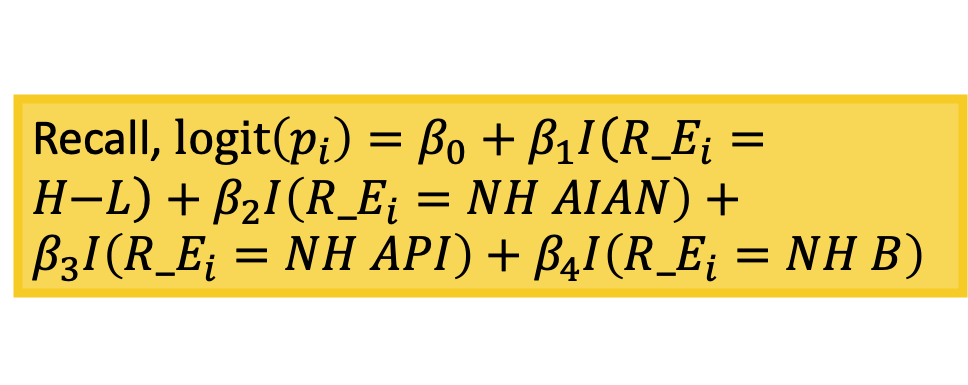 Recall, logit(pᵢ) = β₀ + β₁I(R_Eᵢ =
H−L) + β₂I(R_Eᵢ = NH AIAN) +
β₃I(R_Eᵢ = NH API) + β₄I(R_Eᵢ = NH B)